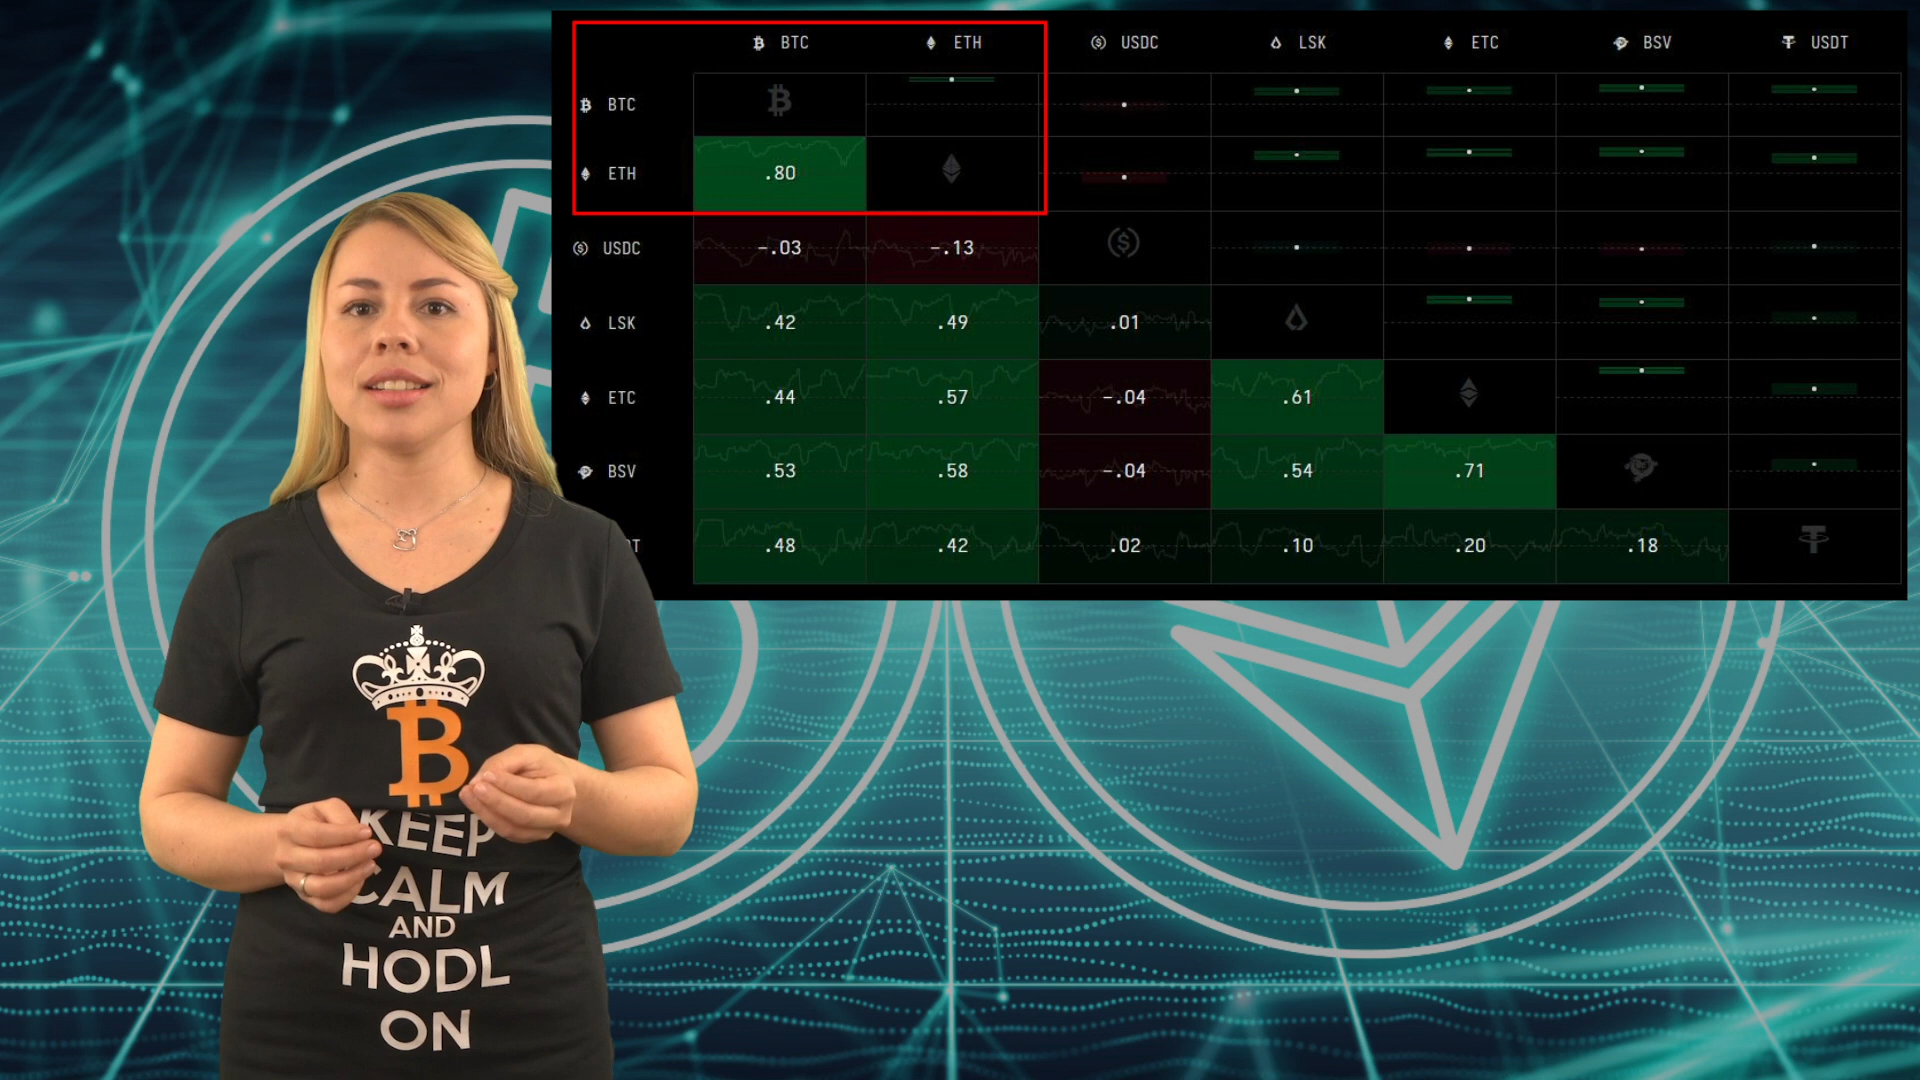 BTC ETH USDC LSK ETC BSV USDT
BTC
ETH .80
USDC -.03 -.13
LSK .42 .49 .01
ETC .44 .57 -.04 .61
BSV .53 .58 -.04 .54 .71
T .48 .42 .02 .10 .20 .18
KEEP
CALM
AND
HODL
ON